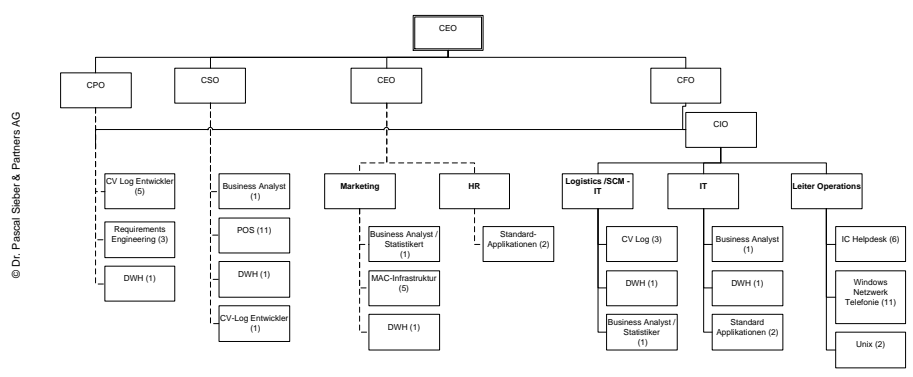 CEO
CPO
CSO
CEO
CFO
CIO
© Dr. Pascal Sieber & Partners AG
CV Log Entwickler
(5)
Requirements
Engineering (3)
DWH (1)
Business Analyst
(1)
POS (11)
DWH (1)
CV-Log Entwickler
(1)
Marketing
Business Analyst /
Statistikert
(1)
MAC-Infrastruktur
(5)
DWH (1)
HR
Standard-
Applikationen (2)
Logistics /SCM -
IT
CV Log (3)
DWH (1)
Business Analyst /
Statistiker
(1)
IT
Business Analyst
(1)
DWH (1)
Standard
Applikationen (2)
Leiter Operations
IC Helpdesk (6)
Windows
Netzwerk
Telefonie (11)
Unix (2)